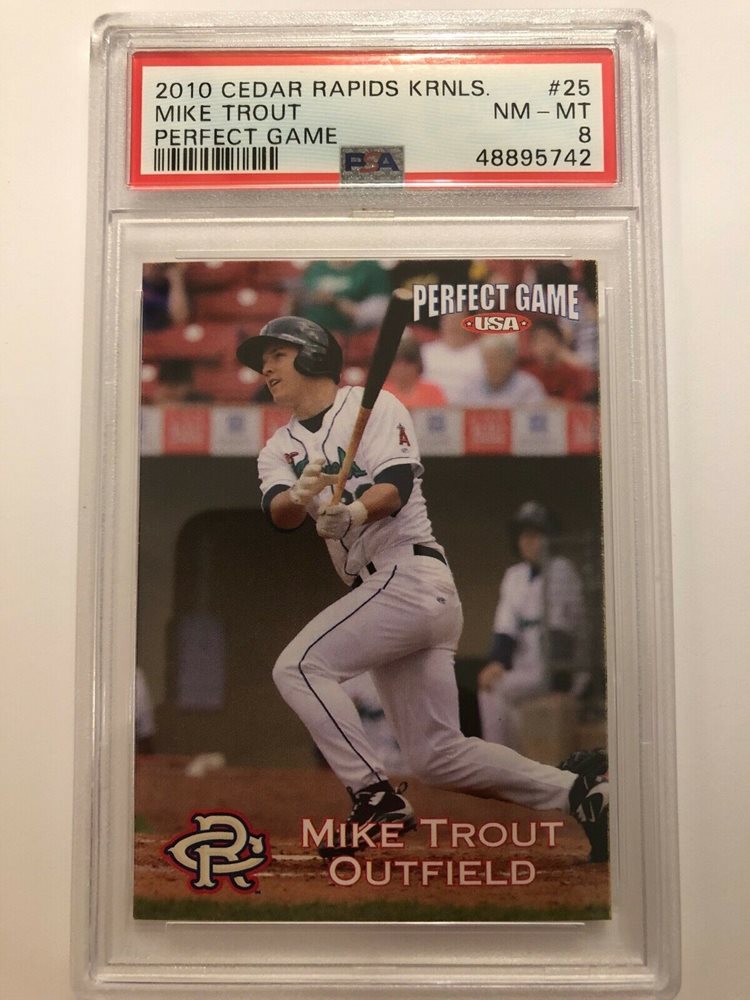 2010 CEDAR RAPIDS KRNLS. #25
MIKE TROUT NM - MT
PERFECT GAME 8
PSA 48895742
PERFECT GAME
USA
A
CR
MIKE TROUT
OUTFIELD